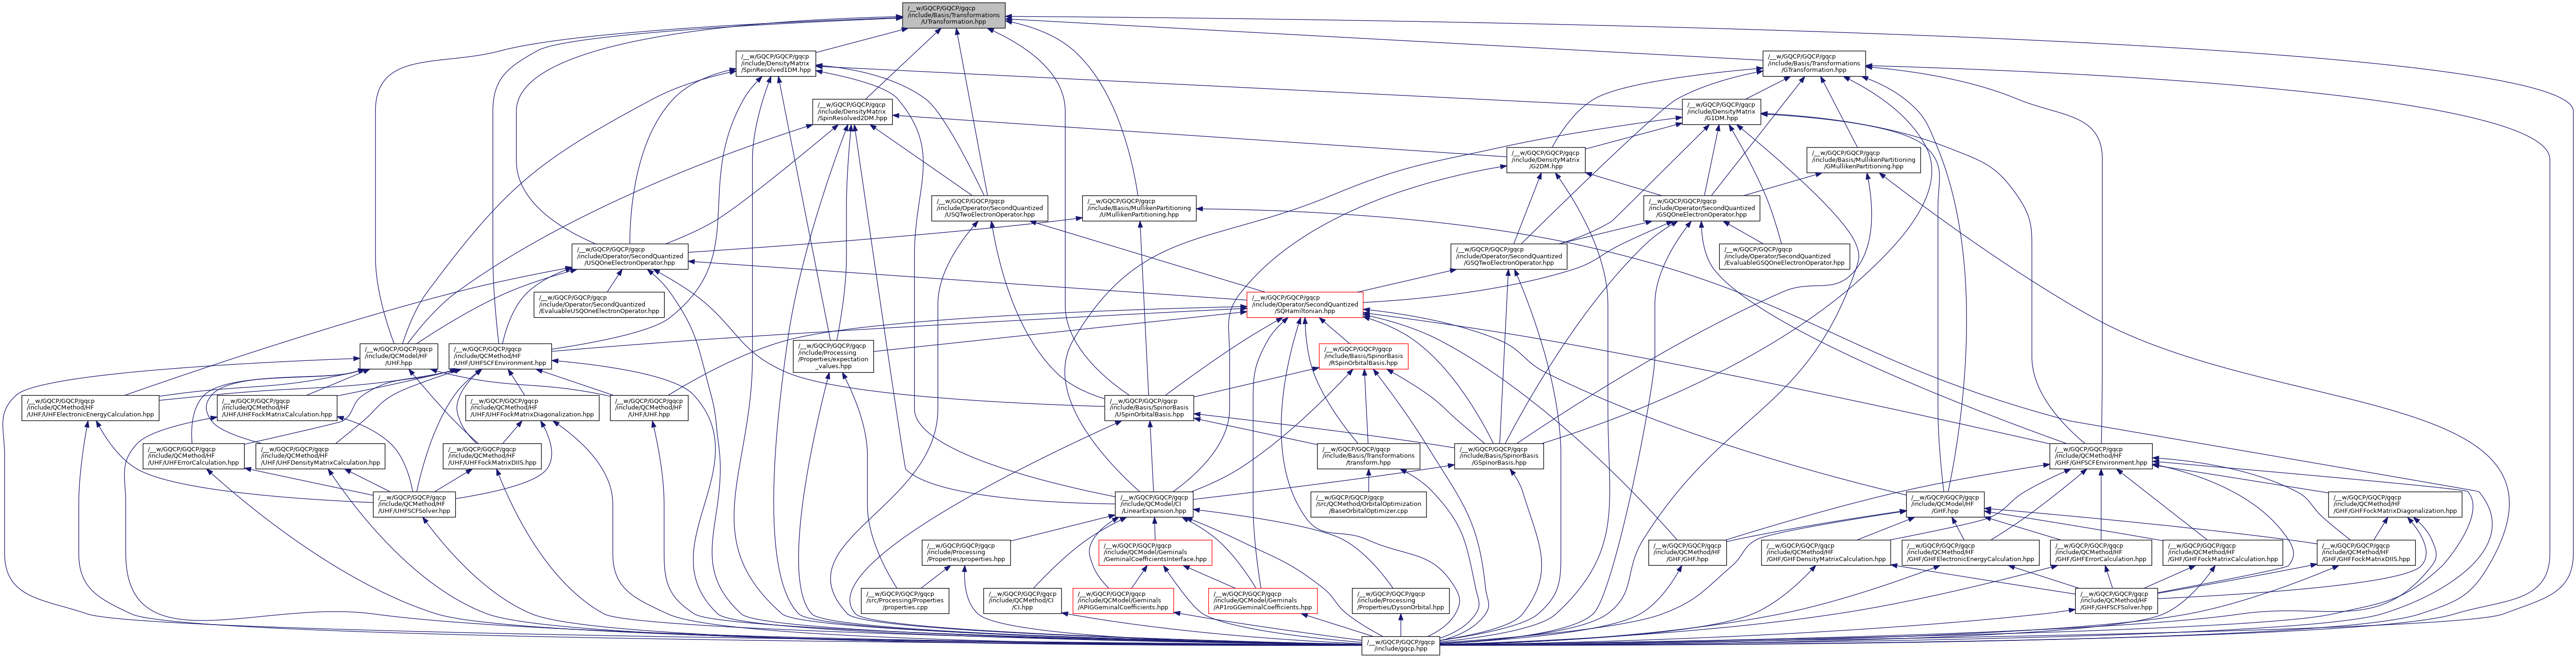 /__w/GQCP/GQCP/gqcp
/include/Basis/Transformations
/UTransformation.hpp
/__w/GQCP/GQCP/gqcp
/include/DensityMatrix
/SpinResolved1DM.hpp
/__w/GQCP/GQCP/gqcp
/include/Basis/Transformations
/GTransformation.hpp
/__w/GQCP/GQCP/gqcp
/include/DensityMatrix
/SpinResolved2DM.hpp
/__w/GQCP/GQCP/gqcp
/include/DensityMatrix
/G1DM.hpp
/__w/GQCP/GQCP/gqcp
/include/DensityMatrix
/G2DM.hpp
/__w/GQCP/GQCP/gqcp
/include/Basis/MullikenPartitioning
/GMullikenPartitioning.hpp
/__w/GQCP/GQCP/gqcp
/include/Operator/SecondQuantized
/USQTwoElectronOperator.hpp
/__w/GQCP/GQCP/gqcp
/include/Basis/MullikenPartitioning
/UMullikenPartitioning.hpp
/__w/GQCP/GQCP/gqcp
/include/Operator/SecondQuantized
/GSQOneElectronOperator.hpp
/__w/GQCP/GQCP/gqcp
/include/Operator/SecondQuantized
/USQOneElectronOperator.hpp
/__w/GQCP/GQCP/gqcp
/include/Operator/SecondQuantized
/GSQTwoElectronOperator.hpp
/__w/GQCP/GQCP/gqcp
/include/Operator/SecondQuantized
/EvaluableGSQOneElectronOperator.hpp
/__w/GQCP/GQCP/gqcp
/include/Operator/SecondQuantized
/EvaluableUSQOneElectronOperator.hpp
/__w/GQCP/GQCP/gqcp
/include/Operator/SecondQuantized
/SQHamiltonian.hpp
/__w/GQCP/GQCP/gqcp
/include/QCModel/HF
/UHF.hpp
/__w/GQCP/GQCP/gqcp
/include/QCMethod/HF
/UHF/UHFSCFEnvironment.hpp
/__w/GQCP/GQCP/gqcp
/include/Processing
/Properties/expectation
_values.hpp
/__w/GQCP/GQCP/gqcp
/include/Basis/SpinorBasis
/RSpinOrbitalBasis.hpp
/__w/GQCP/GQCP/gqcp
/include/QCMethod/HF
/UHF/UHFElectronicEnergyCalculation.hpp
/__w/GQCP/GQCP/gqcp
/include/QCMethod/HF
/UHF/UHFFockMatrixCalculation.hpp
/__w/GQCP/GQCP/gqcp
/include/QCMethod/HF
/UHF/UHFFockMatrixDiagonalization.hpp
/__w/GQCP/GQCP/gqcp
/include/QCMethod/HF
/UHF/UHF.hpp
/__w/GQCP/GQCP/gqcp
/include/Basis/SpinorBasis
/USpinOrbitalBasis.hpp
/__w/GQCP/GQCP/gqcp
/include/QCMethod/HF
/UHF/UHFErrorCalculation.hpp
/__w/GQCP/GQCP/gqcp
/include/QCMethod/HF
/UHF/UHFDensityMatrixCalculation.hpp
/__w/GQCP/GQCP/gqcp
/include/QCMethod/HF
/UHF/UHFFockMatrixDIIS.hpp
/__w/GQCP/GQCP/gqcp
/include/Basis/Transformations
/transform.hpp
/__w/GQCP/GQCP/gqcp
/include/Basis/SpinorBasis
/GSpinorBasis.hpp
/__w/GQCP/GQCP/gqcp
/include/QCMethod/HF
/GHF/GHFSCFEnvironment.hpp
/__w/GQCP/GQCP/gqcp
/include/QCMethod/HF
/UHF/UHFSCFSolver.hpp
/__w/GQCP/GQCP/gqcp
/include/QCModel/CI
/LinearExpansion.hpp
/__w/GQCP/GQCP/gqcp
/src/QCMethod/OrbitalOptimization
/BaseOrbitalOptimizer.cpp
/__w/GQCP/GQCP/gqcp
/include/QCModel/HF
/GHF.hpp
/__w/GQCP/GQCP/gqcp
/include/QCMethod/HF
/GHF/GHFFockMatrixDiagonalization.hpp
/__w/GQCP/GQCP/gqcp
/include/Processing
/Properties/properties.hpp
/__w/GQCP/GQCP/gqcp
/include/QCModel/Geminals
/GeminalCoefficientsInterface.hpp
/__w/GQCP/GQCP/gqcp
/include/QCMethod/HF
/GHF/GHF.hpp
/__w/GQCP/GQCP/gqcp
/include/QCMethod/HF
/GHF/GHFDensityMatrixCalculation.hpp
/__w/GQCP/GQCP/gqcp
/include/QCMethod/HF
/GHF/GHFElectronicEnergyCalculation.hpp
/__w/GQCP/GQCP/gqcp
/include/QCMethod/HF
/GHF/GHFErrorCalculation.hpp
/__w/GQCP/GQCP/gqcp
/include/QCMethod/HF
/GHF/GHFFockMatrixCalculation.hpp
/__w/GQCP/GQCP/gqcp
/include/QCMethod/HF
/GHF/GHFFockMatrixDIIS.hpp
/__w/GQCP/GQCP/gqcp
/src/Processing/Properties
/properties.cpp
/__w/GQCP/GQCP/gqcp
/include/QCMethod/CI
/CI.hpp
/__w/GQCP/GQCP/gqcp
/include/QCModel/Geminals
/APIGGeminalCoefficients.hpp
/__w/GQCP/GQCP/gqcp
/include/QCModel/Geminals
/AP1roGGeminalCoefficients.hpp
/__w/GQCP/GQCP/gqcp
/include/Processing
/Properties/DysonOrbital.hpp
/__w/GQCP/GQCP/gqcp
/include/QCMethod/HF
/GHF/GHFSCFSolver.hpp
/__w/GQCP/GQCP/gqcp
/include/gqcp.hpp